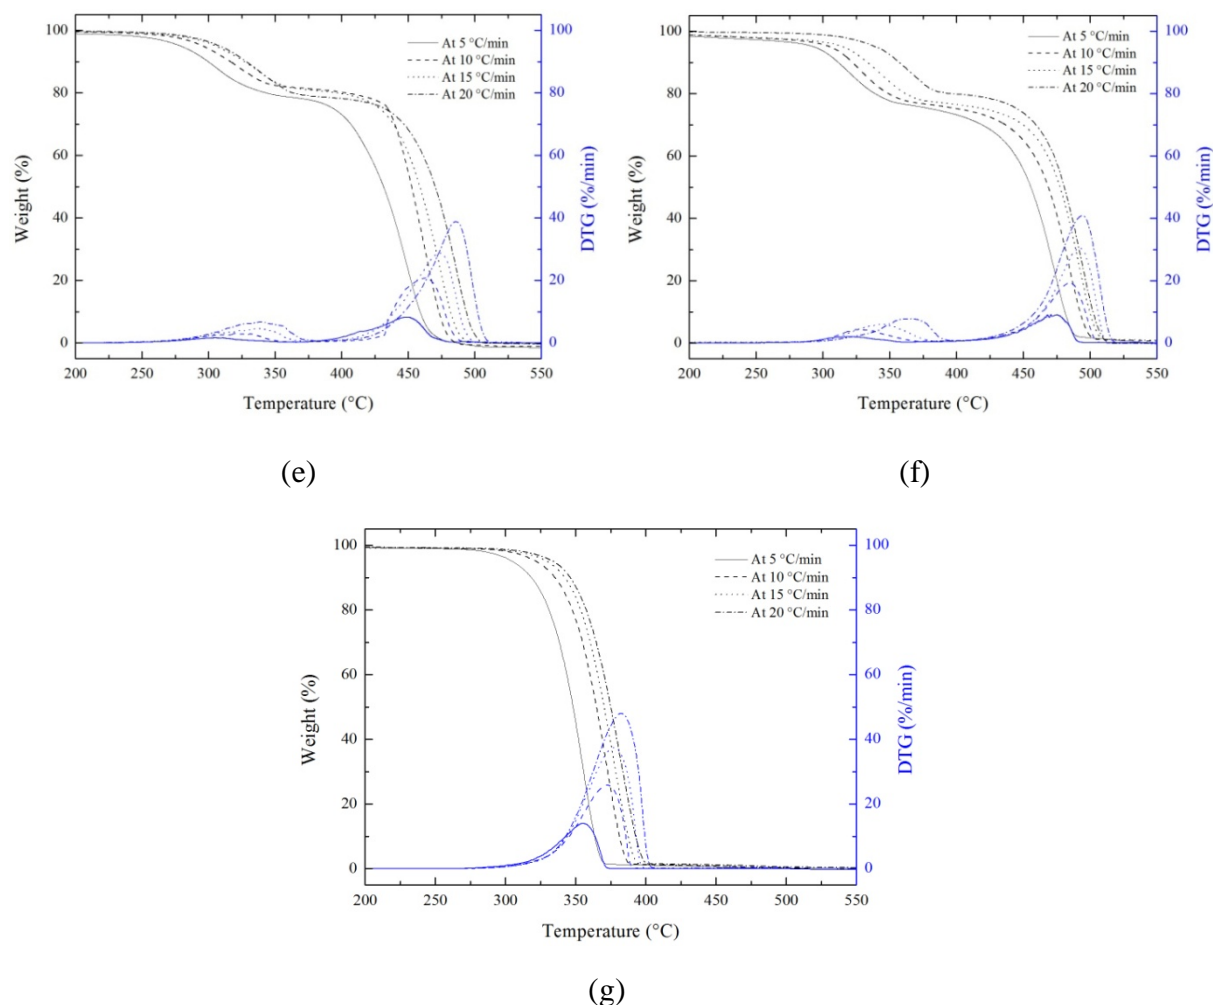 100
80
60
40
20
0
Weight (%)
200 250 300 350 400 450 500 550
Temperature (°C)
At 5 °C/min
At 10 °C/min
At 15 °C/min
At 20 °C/min
100
80
60
40
20
0
DTG (%/min)
(e)
100
80
60
40
20
0
Weight (%)
200 250 300 350 400 450 500 550
Temperature (°C)
At 5 °C/min
At 10 °C/min
At 15 °C/min
At 20 °C/min
100
80
60
40
20
0
DTG (%/min)
(f)
100
80
60
40
20
0
Weight (%)
200 250 300 350 400 450 500 550
Temperature (°C)
At 5 °C/min
At 10 °C/min
At 15 °C/min
At 20 °C/min
100
80
60
40
20
0
DTG (%/min)
(g)